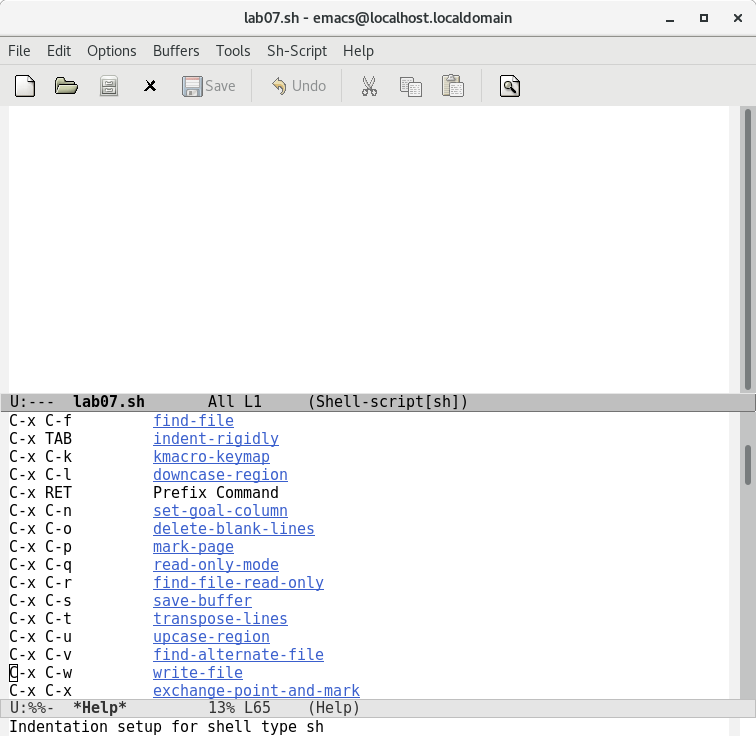 lab07.sh - emacs@localhost.localdomain
File Edit Options Buffers Tools Sh-Script Help
Save Undo
U:--- lab07.sh All L1 (Shell-script[sh])
C-x C-f find-file
C-x TAB indent-rigidly
C-x C-k kmacro-keymap
C-x C-l downcase-region
C-x RET Prefix Command
C-x C-n set-goal-column
C-x C-o delete-blank-lines
C-x C-p mark-page
C-x C-q read-only-mode
C-x C-r find-file-read-only
C-x C-s save-buffer
C-x C-t transpose-lines
C-x C-u upcase-region
C-x C-v find-alternate-file
C-x C-w write-file
C-x C-x exchange-point-and-mark
U:%%- *Help* 13% L65 (Help)
Indentation setup for shell type sh